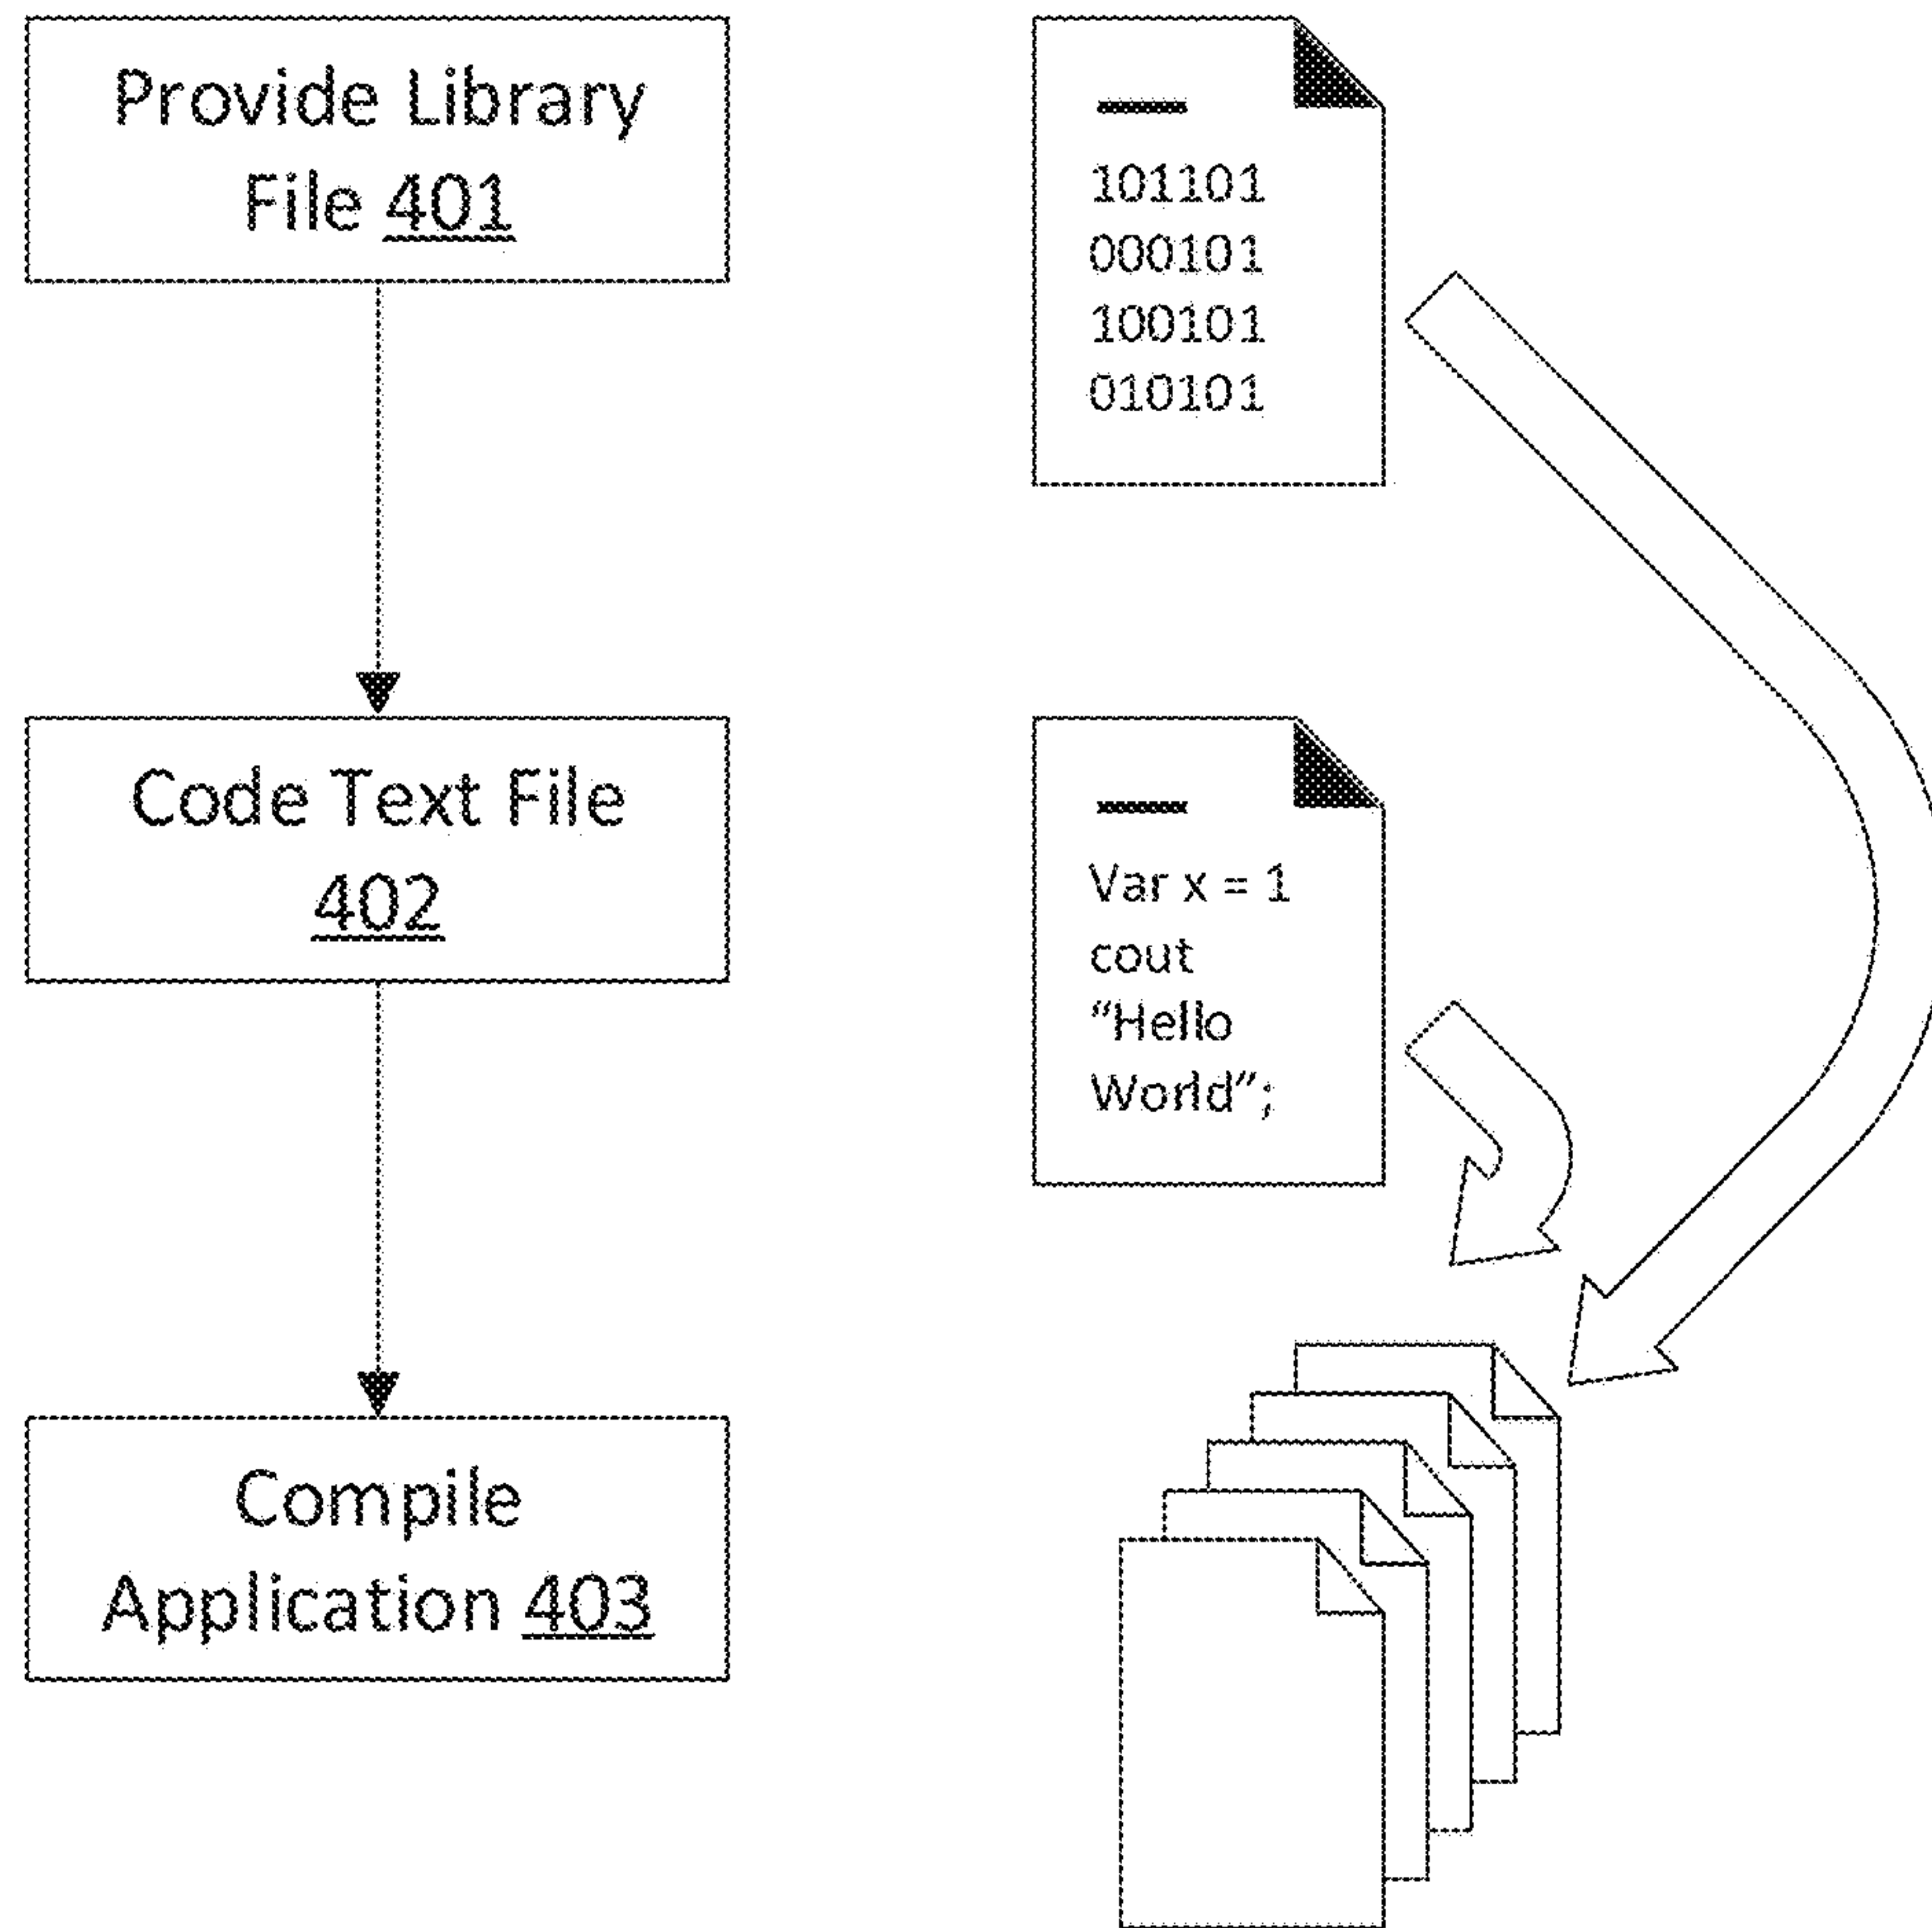 Provide Library
File 401
101101
000101
100101
010101
Code Text File
402
Var x = 1
cout
“Hello
World”;
Compile
Application 403